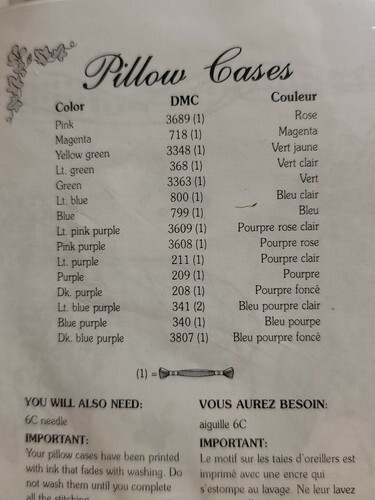 Pillow Cases
Color DMC Couleur
Pink 3689 (1) Rose
Magenta 718 (1) Magenta
Yellow green 3348 (1) Vert jaune
Lt. green 368 (1) Vert clair
Green 3363 (1) Vert
Lt. blue 800 (1) Bleu clair
Blue 799 (1) Bleu
Lt. pink purple 3609 (1) Pourpre rose clair
Pink purple 3608 (1) Pourpre rose
Lt. purple 211 (1) Pourpre clair
Purple 209 (1) Pourpre
Dk. purple 208 (1) Pourpre foncé
Lt. blue purple 341 (2) Bleu pourpre clair
Blue purple 340 (1) Bleu pourpe
Dk. blue purple 3807 (1) Bleu pourpre foncé
(1) =
YOU WILL ALSO NEED:
6C needle
IMPORTANT:
Your pillow cases have been printed
with ink that fades with washing. Do
not wash them until you complete
all the stitching
VOUS AUREZ BESOIN:
aiguille 6C
IMPORTANT:
Le motif sur les taies d'oreillers est
imprimé avec une encre qui
s'estompe au lavage. Ne leur lavez